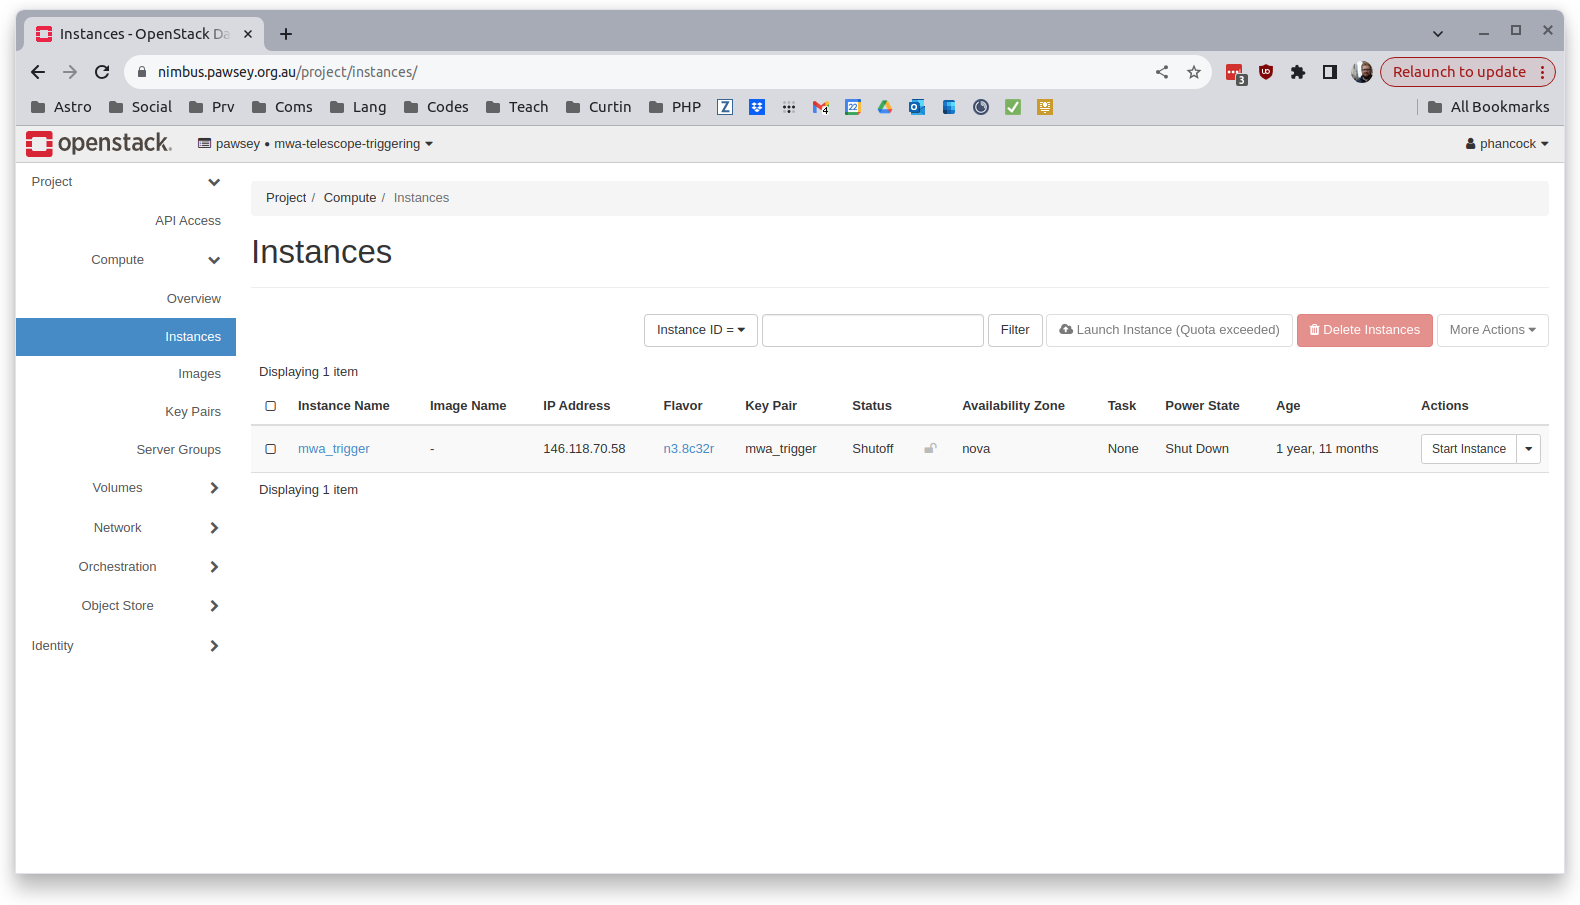 Instances - OpenStack Da
nimbus.pawsey.org.au/project/instances/
3
Relaunch to update
Astro Social Prv Coms Lang Codes Teach Curtin PHP Z 4 22 All Bookmarks
openstack. pawsey • mwa-telescope-triggering phancock
Project
API Access
Compute
Overview
Instances
Images
Key Pairs
Server Groups
Volumes
Network
Orchestration
Object Store
Identity
Project / Compute / Instances
Instances
Instance ID = Filter Launch Instance (Quota exceeded) Delete Instances More Actions
Displaying 1 item
Instance Name Image Name IP Address Flavor Key Pair Status Availability Zone Task Power State Age Actions
mwa_trigger - 146.118.70.58 n3.8c32r mwa_trigger Shutoff nova None Shut Down 1 year, 11 months Start Instance
Displaying 1 item